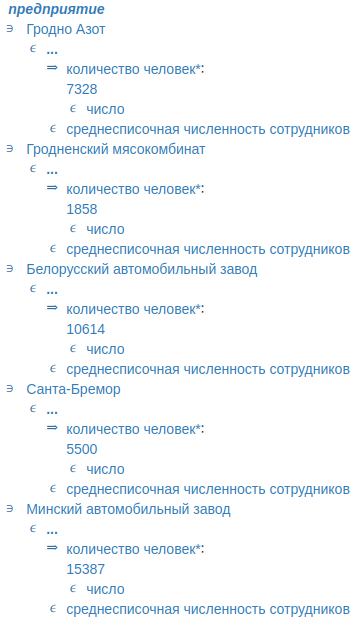 предприятие
∍ Гродно Азот
ϵ ...
⇒ количество человек*:
7328
ϵ число
ϵ среднесписочная численность сотрудников
∍ Гродненский мясокомбинат
ϵ ...
⇒ количество человек*:
1858
ϵ число
ϵ среднесписочная численность сотрудников
∍ Белорусский автомобильный завод
ϵ ...
⇒ количество человек*:
10614
ϵ число
ϵ среднесписочная численность сотрудников
∍ Санта-Бремор
ϵ ...
⇒ количество человек*:
5500
ϵ число
ϵ среднесписочная численность сотрудников
∍ Минский автомобильный завод
ϵ ...
⇒ количество человек*:
15387
ϵ число
ϵ среднесписочная численность сотрудников